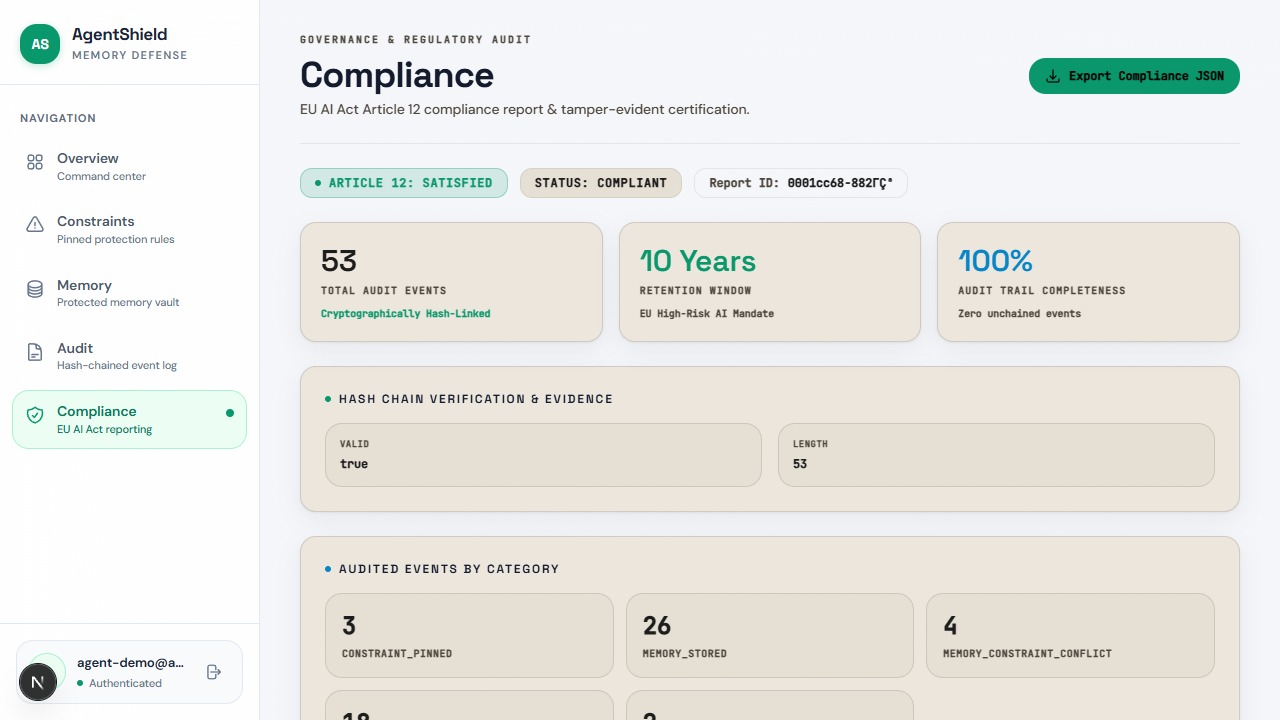 AS
AgentShield
MEMORY DEFENSE
NAVIGATION
Overview
Command center
Constraints
Pinned protection rules
Memory
Protected memory vault
Audit
Hash-chained event log
Compliance
EU AI Act reporting
agent-demo@a...
Authenticated
N
GOVERNANCE & REGULATORY AUDIT
Compliance
EU AI Act Article 12 compliance report & tamper-evident certification.
Export Compliance JSON
ARTICLE 12: SATISFIED
STATUS: COMPLIANT
Report ID: 0001cc68-882ΓÇª
53
TOTAL AUDIT EVENTS
Cryptographically Hash-Linked
10 Years
RETENTION WINDOW
EU High-Risk AI Mandate
100%
AUDIT TRAIL COMPLETENESS
Zero unchained events
HASH CHAIN VERIFICATION & EVIDENCE
VALID
true
LENGTH
53
AUDITED EVENTS BY CATEGORY
3
CONSTRAINT_PINNED
26
MEMORY_STORED
4
MEMORY_CONSTRAINT_CONFLICT